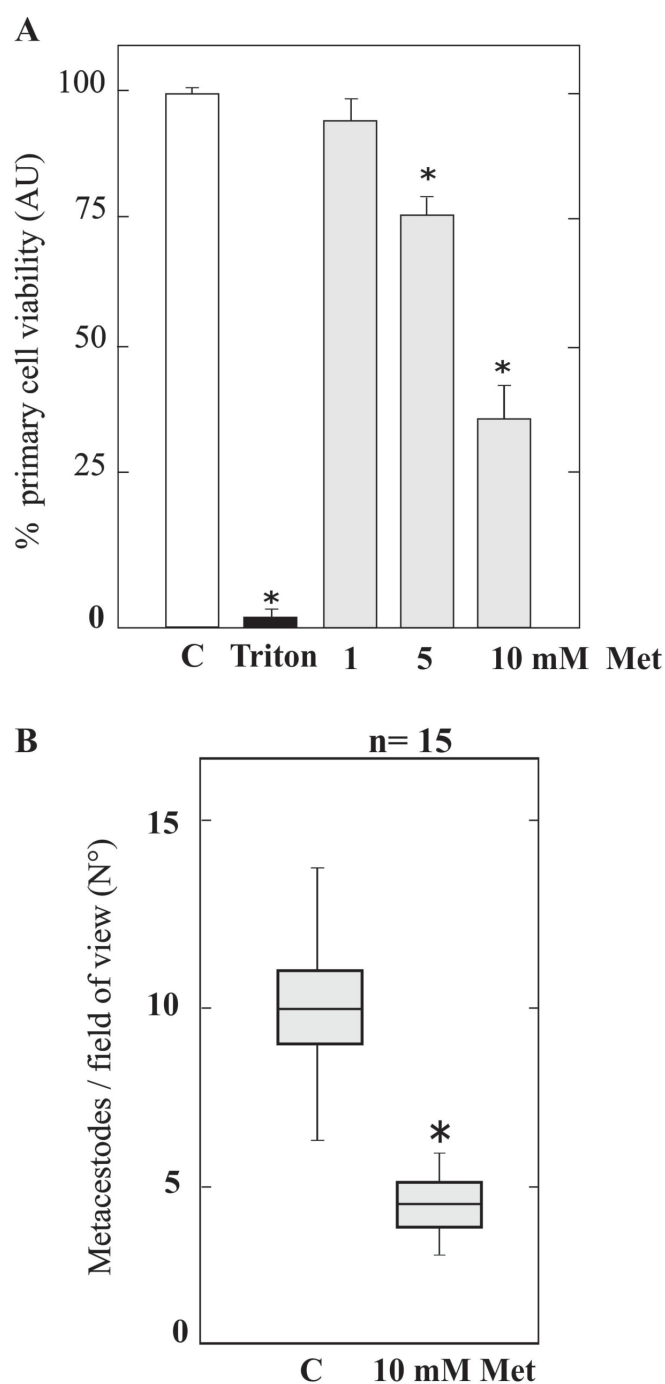 A
% primary cell viability (AU)
100
75
50
25
0
C Triton 1 5 10 mM Met
*
*
*
B
n= 15
Metacestodes / field of view (N°)
15
10
5
0
*
C 10 mM Met